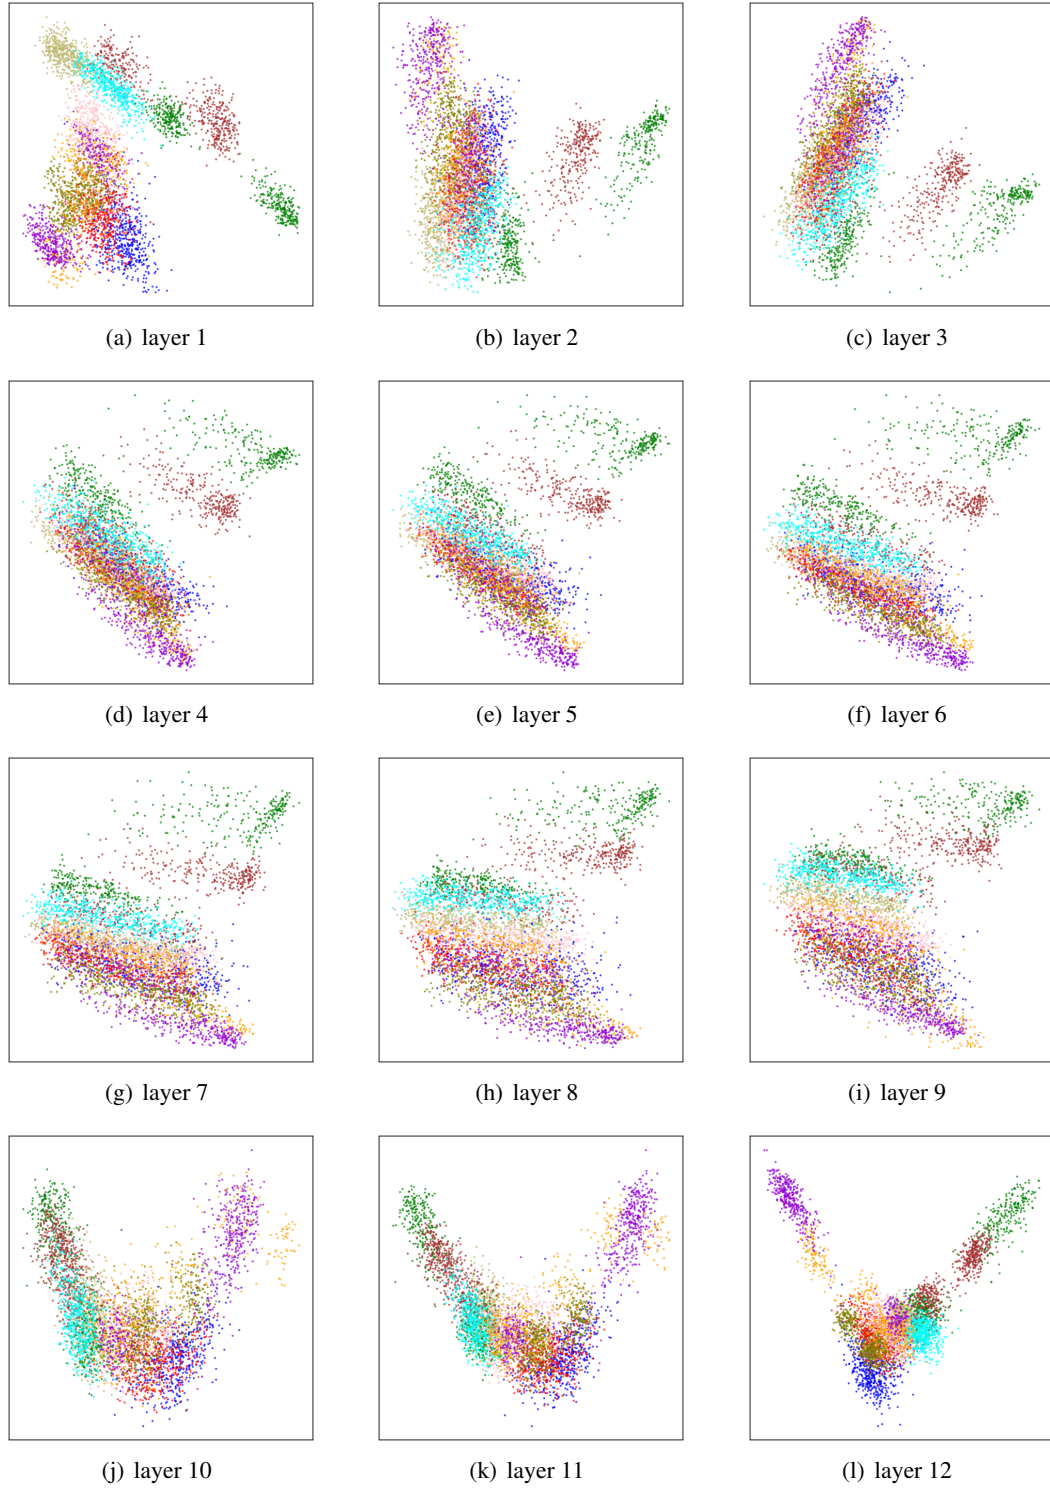 (a) layer 1
(b) layer 2
(c) layer 3
(d) layer 4
(e) layer 5
(f) layer 6
(g) layer 7
(h) layer 8
(i) layer 9
(j) layer 10
(k) layer 11
(l) layer 12